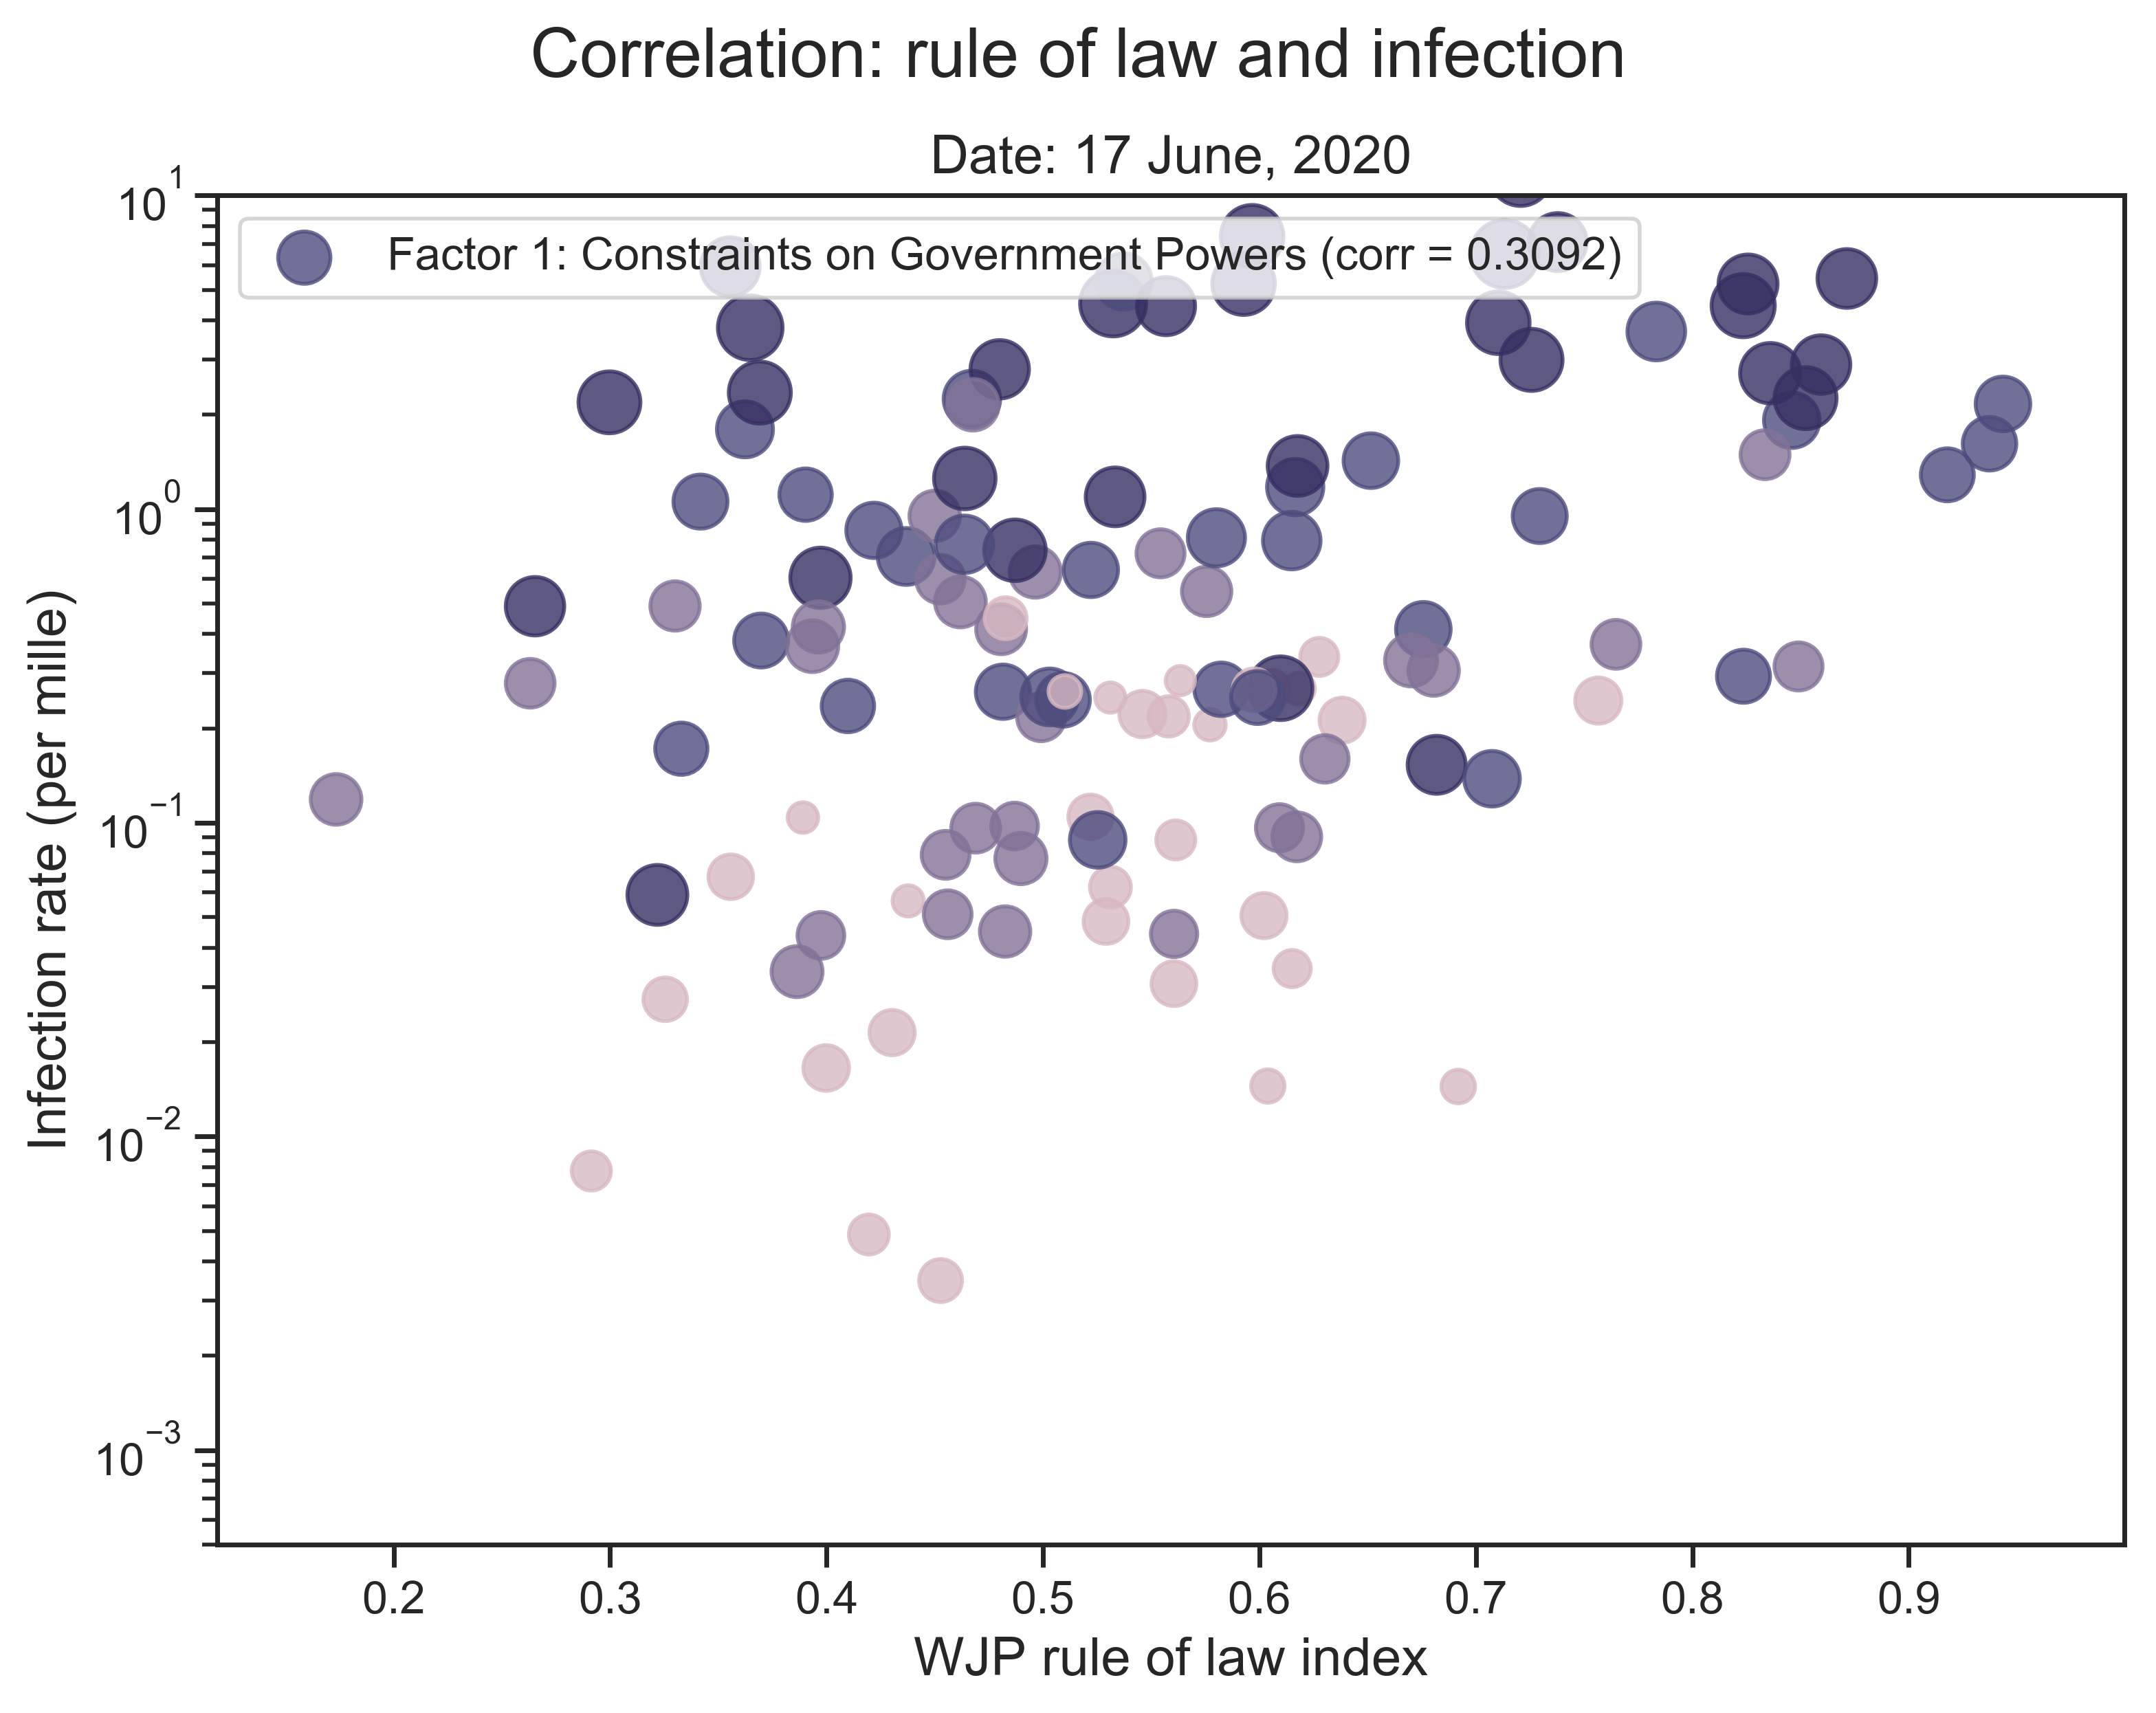 Correlation: rule of law and infection
Date: 17 June, 2020
Factor 1: Constraints on Government Powers (corr = 0.3092)
Infection rate (per mille)
10^1
10^0
10^−1
10^−2
10^−3
0.2 0.3 0.4 0.5 0.6 0.7 0.8 0.9
WJP rule of law index